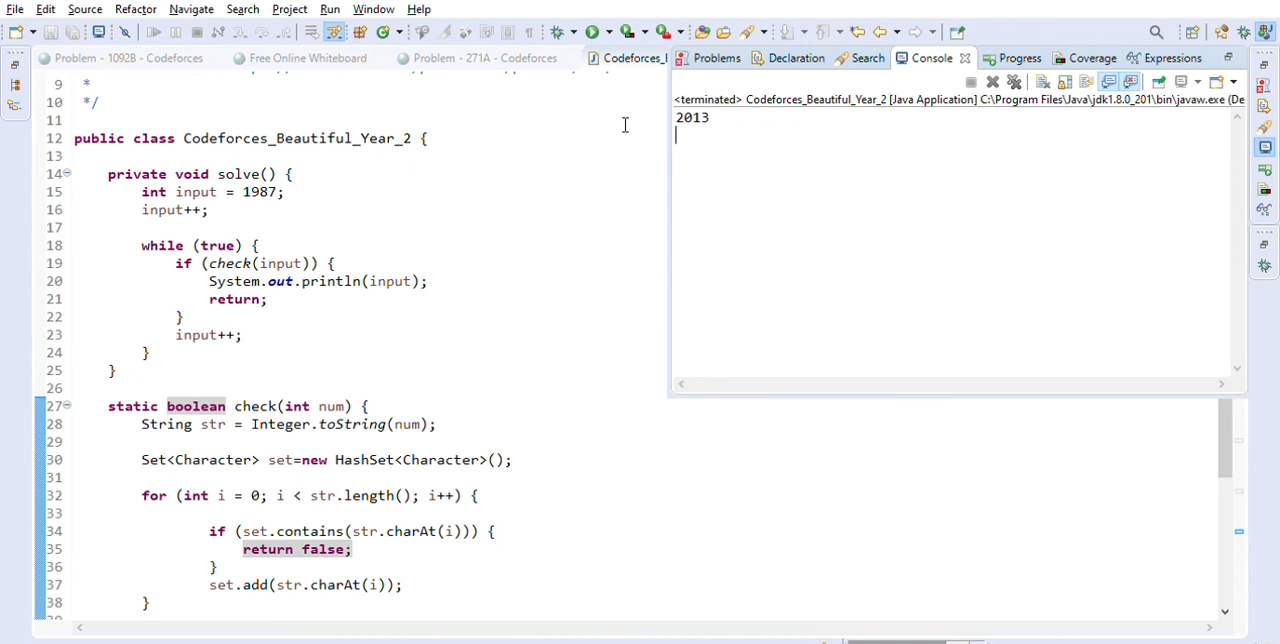 File Edit Source Refactor Navigate Search Project Run Window Help
Problem - 1092B - Codeforces
Free Online Whiteboard
Problem - 271A - Codeforces
Codeforces_
Problems Declaration Search Console Progress Coverage Expressions
<terminated> Codeforces_Beautiful_Year_2 [Java Application] C:\Program Files\Java\jdk1.8.0_201\bin\javaw.exe (De
2013
9 *
10 */
11
12 public class Codeforces_Beautiful_Year_2 {
13
14 private void solve() {
15 int input = 1987;
16 input++;
17
18 while (true) {
19 if (check(input)) {
20 System.out.println(input);
21 return;
22 }
23 input++;
24 }
25 }
26
27 static boolean check(int num) {
28 String str = Integer.toString(num);
29
30 Set<Character> set=new HashSet<Character>();
31
32 for (int i = 0; i < str.length(); i++) {
33
34 if (set.contains(str.charAt(i))) {
35 return false;
36 }
37 set.add(str.charAt(i));
38 }